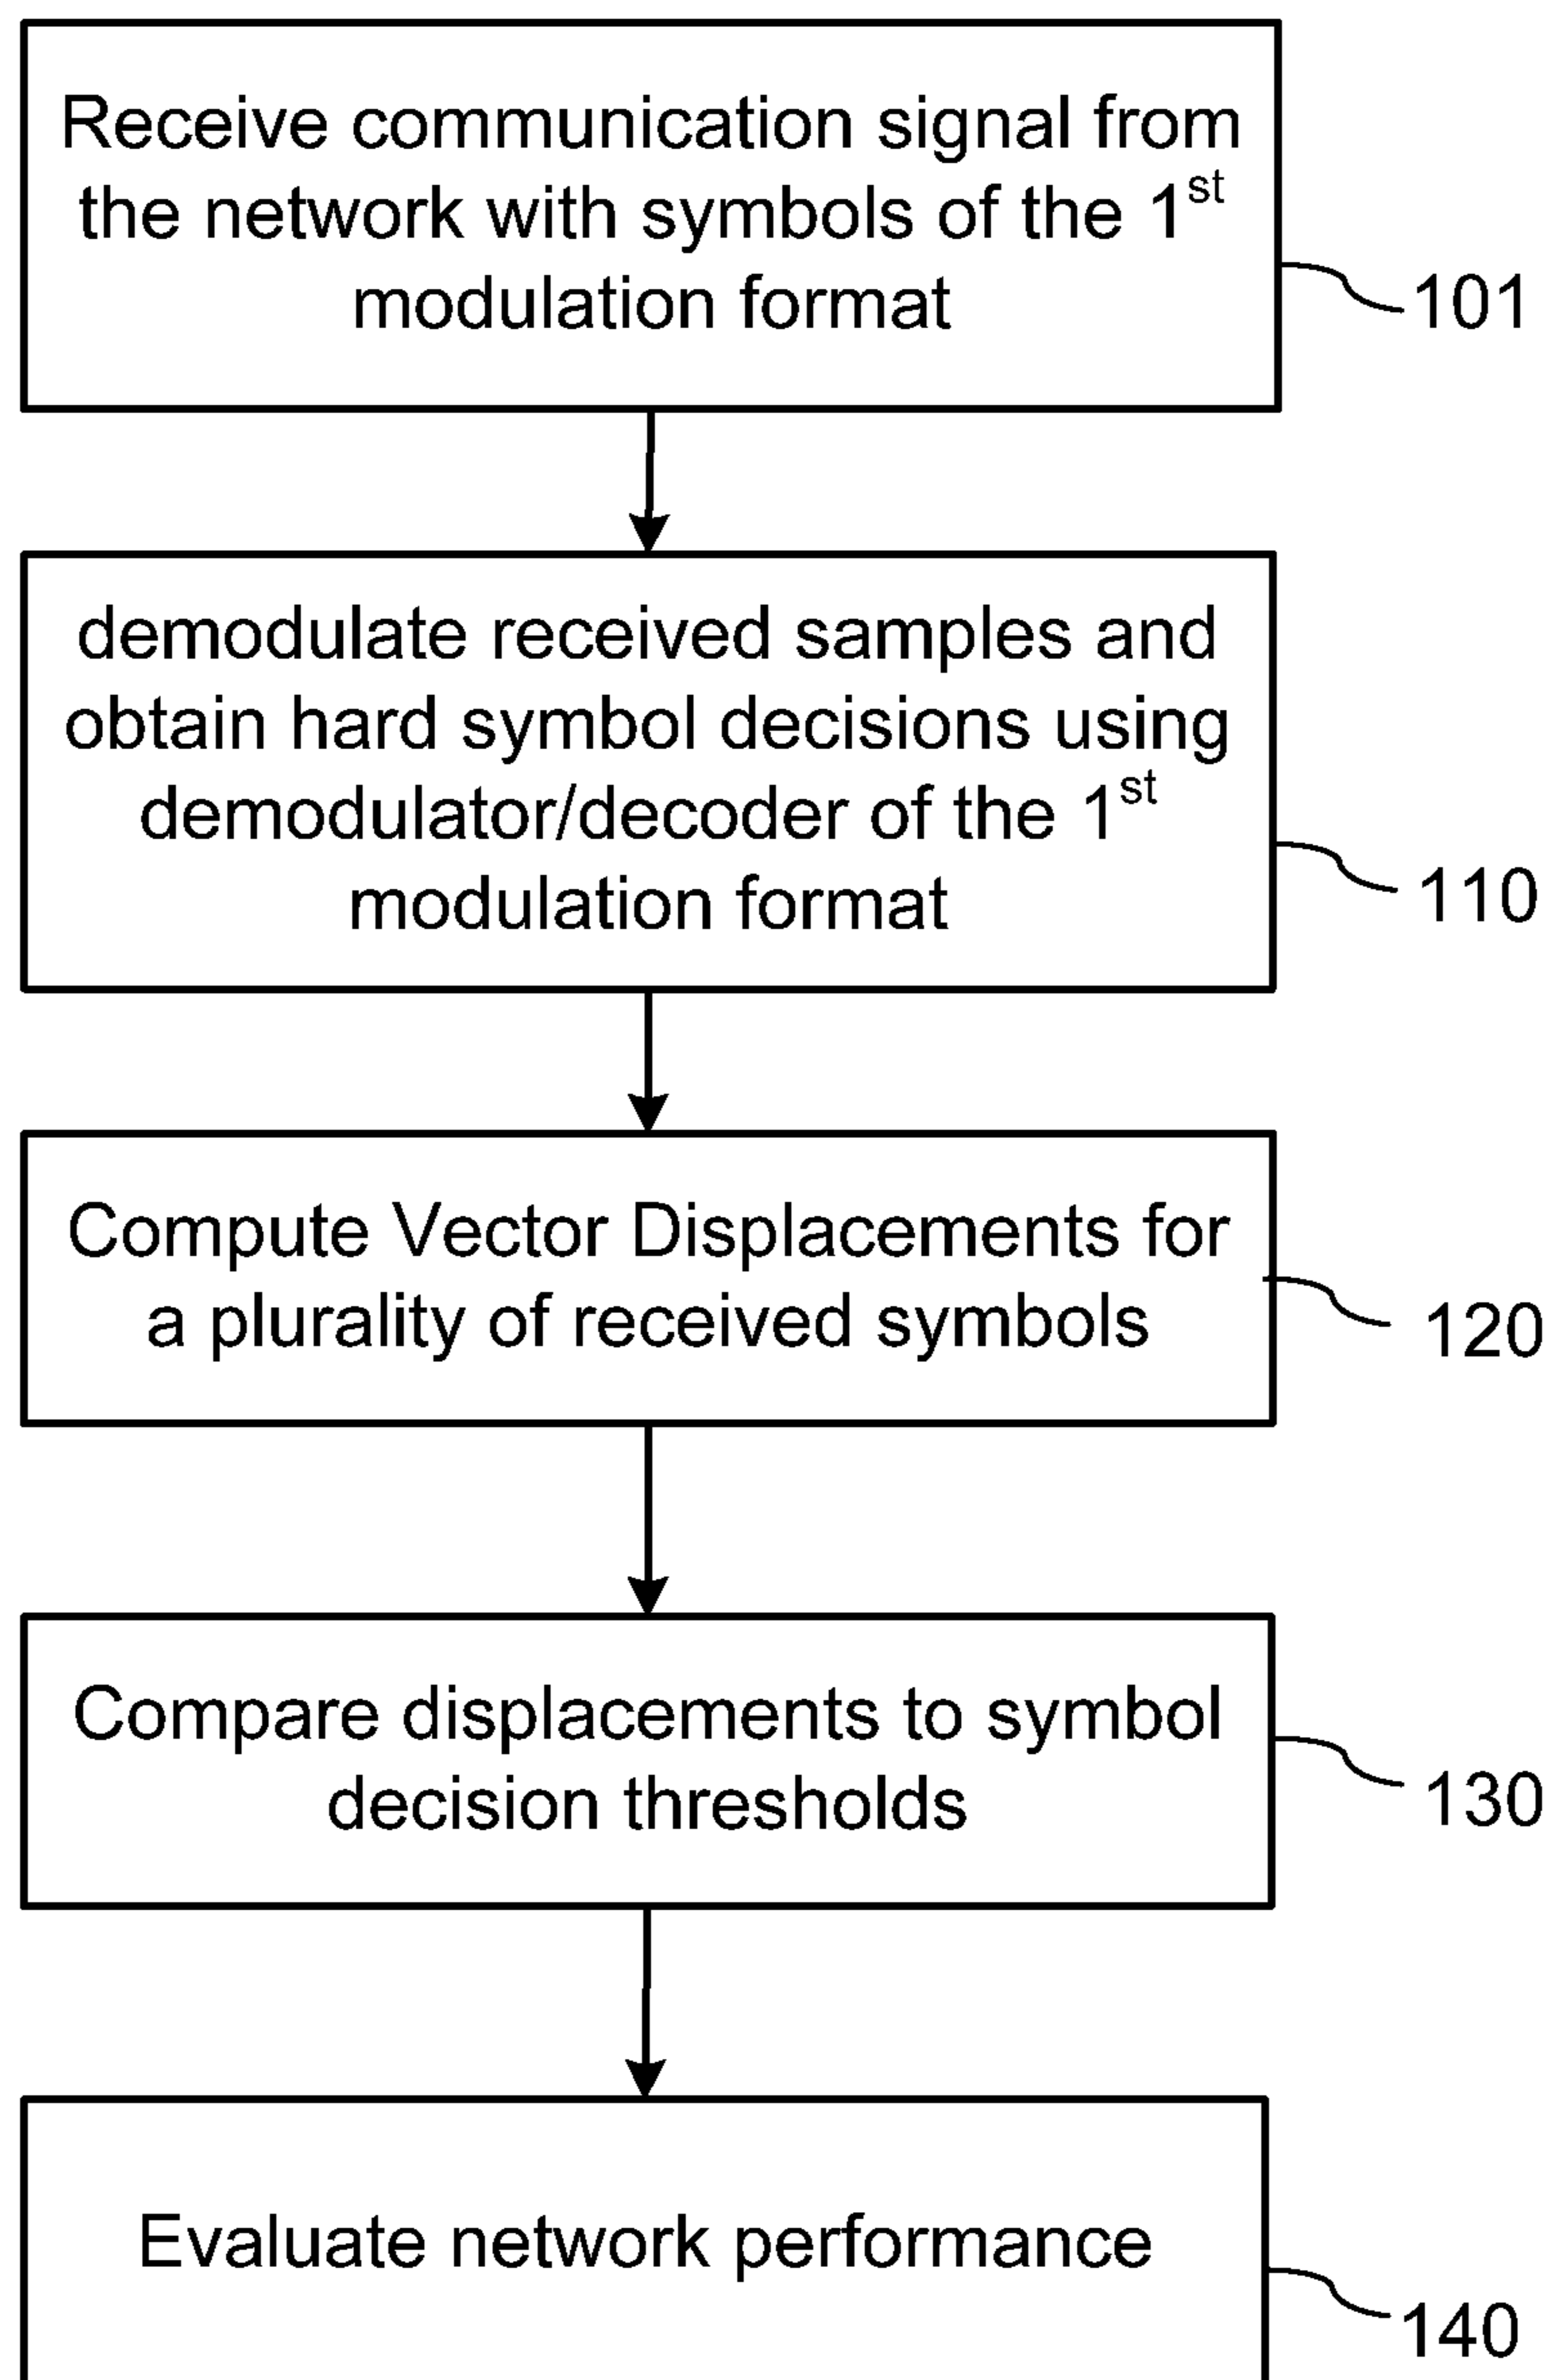 Receive communication signal from
the network with symbols of the 1st
modulation format
101
demodulate received samples and
obtain hard symbol decisions using
demodulator/decoder of the 1st
modulation format
110
Compute Vector Displacements for
a plurality of received symbols
120
Compare displacements to symbol
decision thresholds
130
Evaluate network performance
140